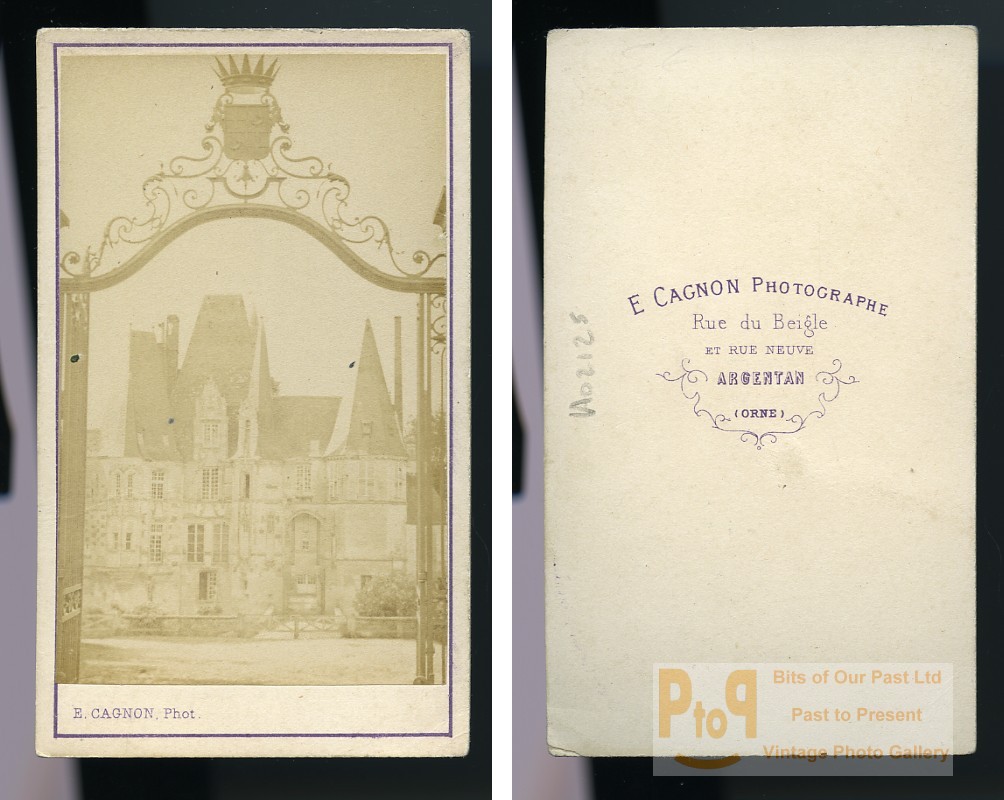 E. CAGNON, Phot.
E CAGNON PHOTOGRAPHE
Rue du Beigle
ET RUE NEUVE
ARGENTAN
(ORNE)
N02125
PtoP
Bits of Our Past Ltd
Past to Present
Vintage Photo Gallery